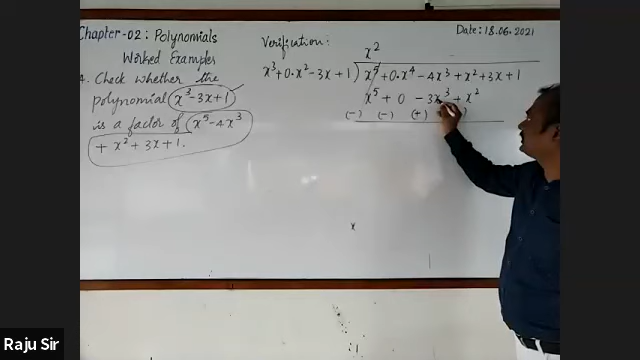 Chapter-02: Polynomials
Date: 18.06.2021
Worked Examples
4. Check whether the
polynomial x³-3x+1
is a factor of x⁵-4x³
+ x² + 3x + 1.
Verification:
x²
x³+0·x²-3x+1) x⁵+0·x⁴-4x³+x²+3x+1
x⁵ + 0 - 3x³ + x²
(-) (-) (+)
x
Raju Sir